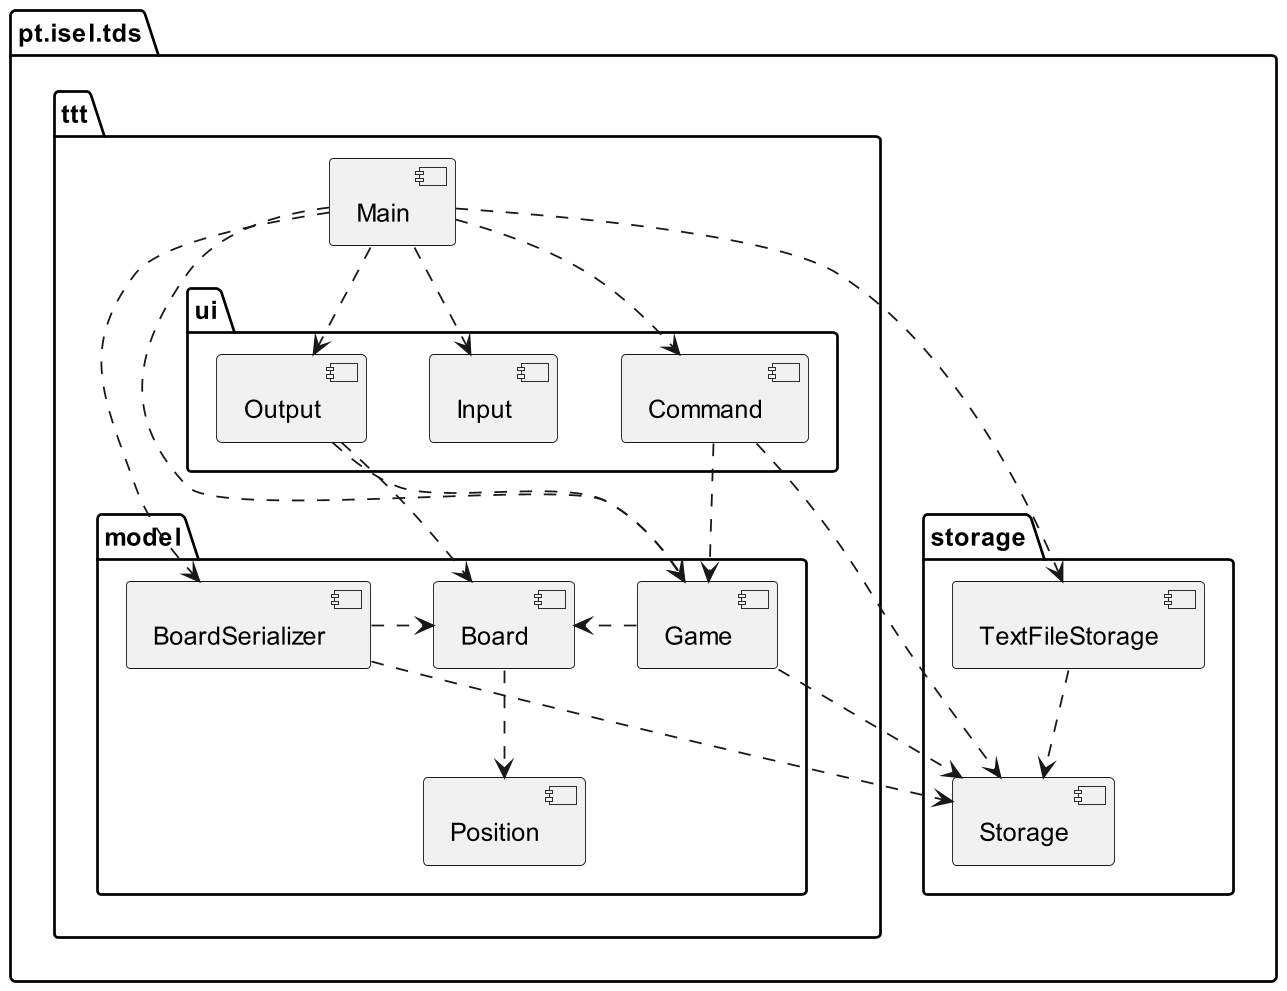 pt.isel.tds
ttt
Main
ui
Output
Input
Command
model
storage
BoardSerializer
Board
Game
TextFileStorage
Position
Storage